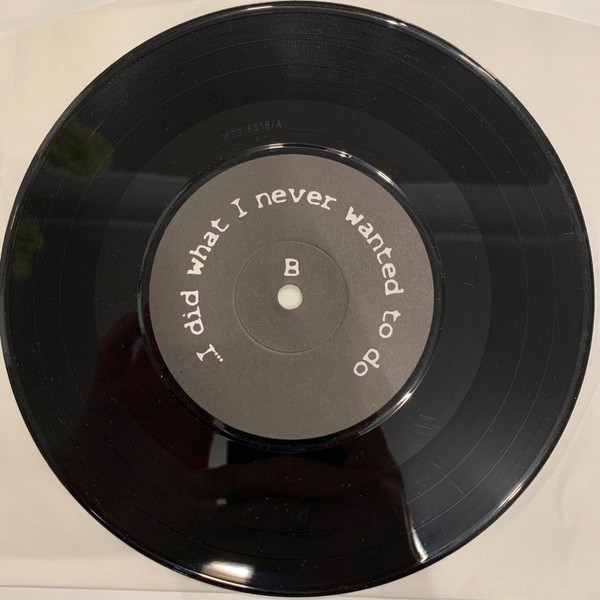 I... did what I never wanted to do
B